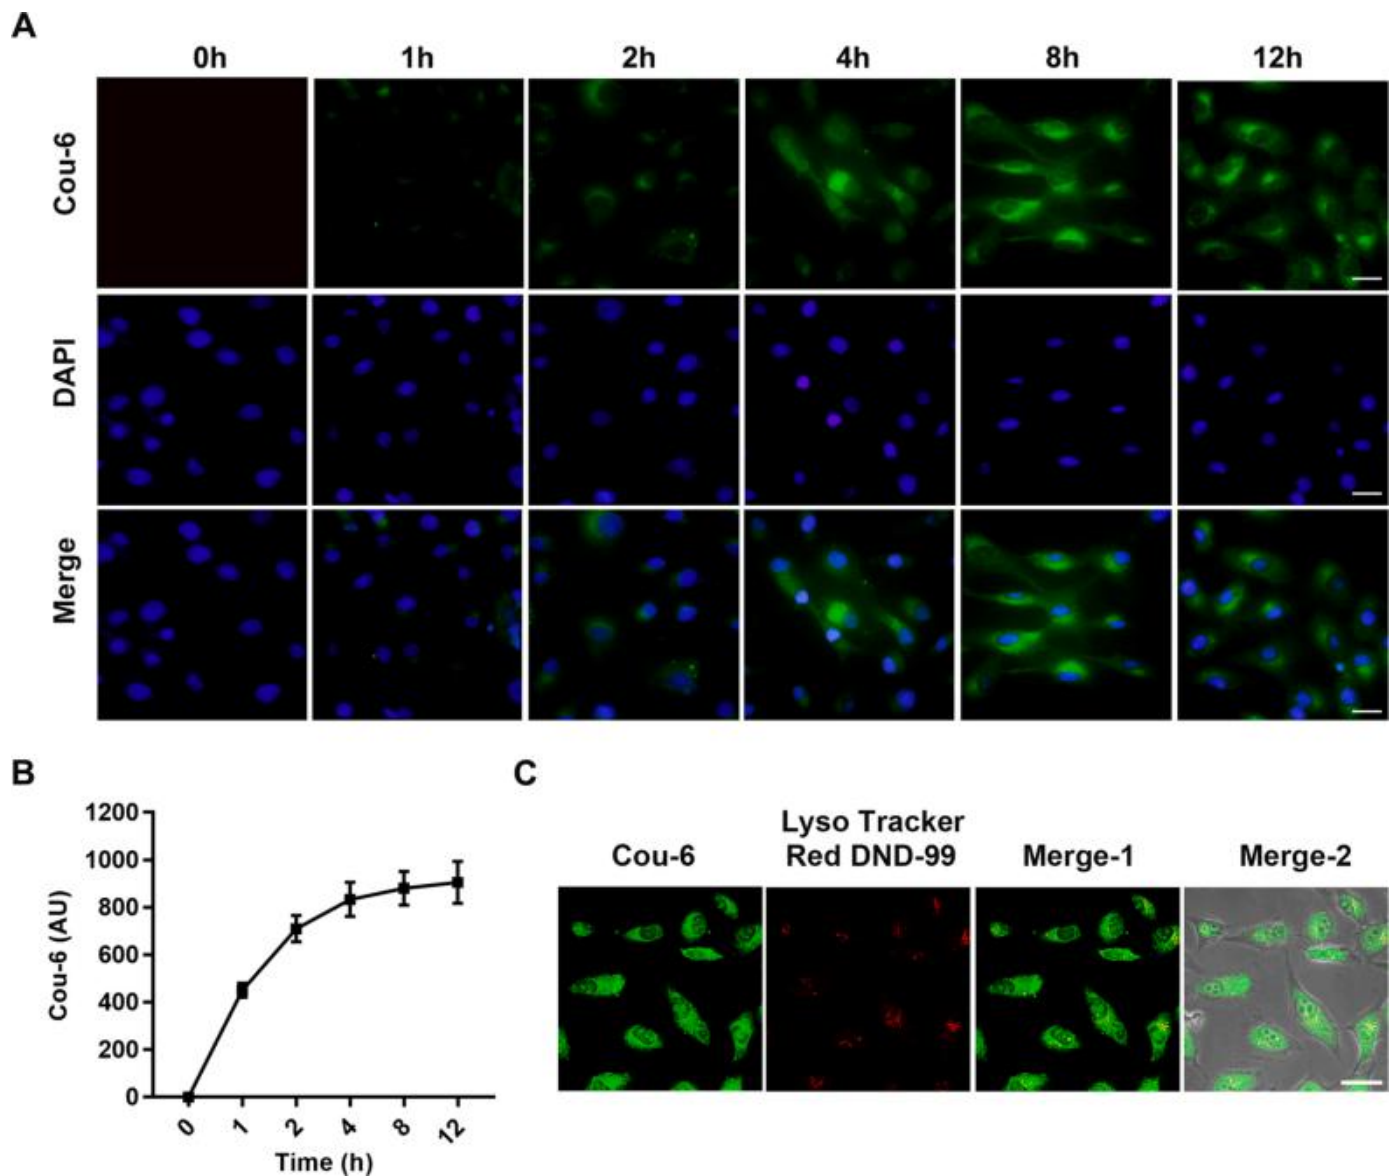 A
0h 1h 2h 4h 8h 12h
Cou-6
DAPI
Merge
B
1200
1000
800
600
400
200
0
Cou-6 (AU)
0 1 2 4 8 12
Time (h)
C
Lyso Tracker
Cou-6 Red DND-99 Merge-1 Merge-2